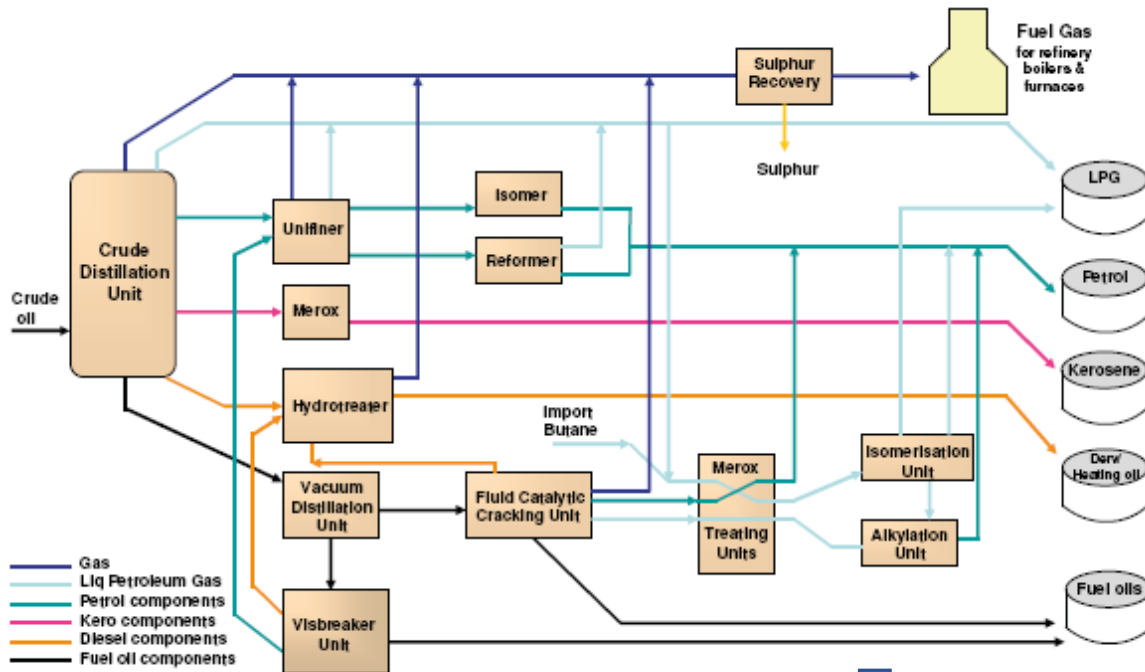 Fuel Gas
for refinery
boilers &
furnaces
Sulphur
Recovery
Sulphur
LPG
Isomer
Unifiner
Crude
Distillation
Unit
Reformer
Petrol
Crude
oil
Merox
Kerosene
Hydrotreater
Import
Butane
Isomerisation
Unit
Derv/
Heating oil
Merox
Treating
Units
Vacuum
Distillation
Unit
Fluid Catalytic
Cracking Unit
Alkylation
Unit
Gas
Liq Petroleum Gas
Petrol components
Kero components
Diesel components
Fuel oil components
Visbreaker
Unit
Fuel oils